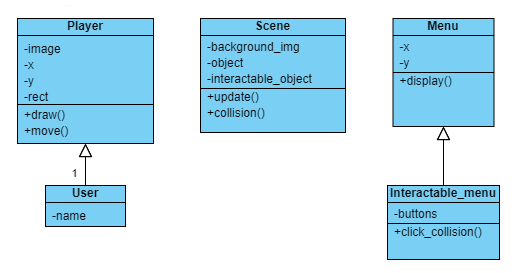 Player
-image
-x
-y
-rect
+draw()
+move()
1
User
-name
Scene
-background_img
-object
-interactable_object
+update()
+collision()
Menu
-x
-y
+display()
Interactable_menu
-buttons
+click_collision()